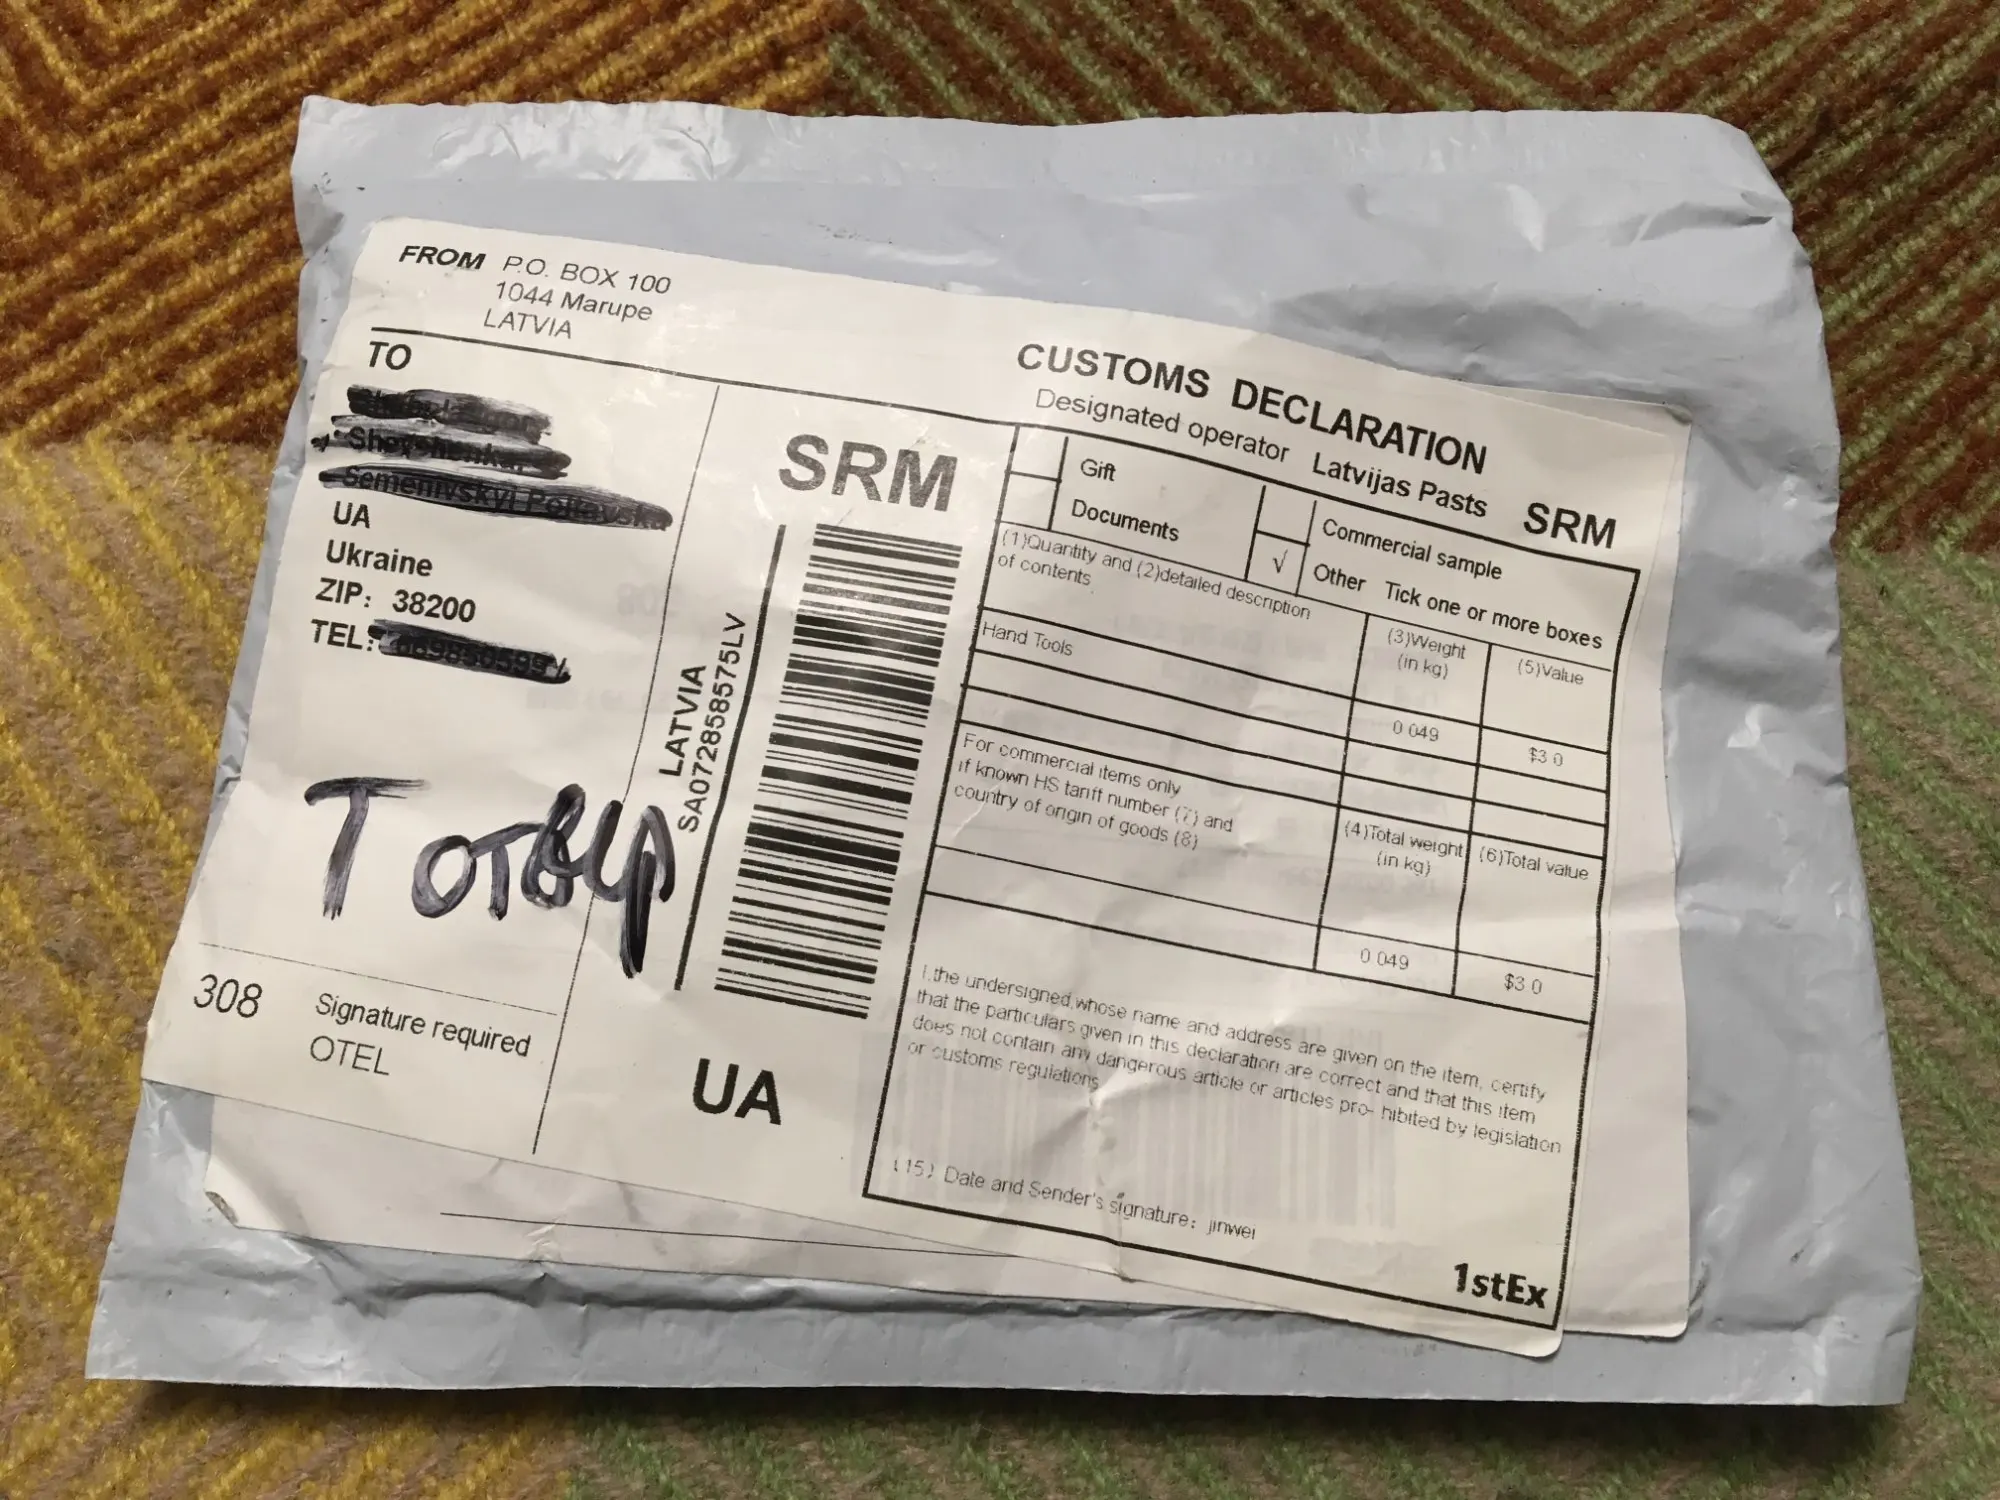 FROM P.O. BOX 100
1044 Marupe
LATVIA
TO
UA
Ukraine
ZIP: 38200
TEL:
308
Signature required
OTEL
SRM
LATVIA
SA072858575LV
UA
CUSTOMS DECLARATION
Designated operator Latvijas Pasts SRM
Gift
Commercial sample
Documents
√ Other Tick one or more boxes
(1)Quantity and (2)detailed description
of contents
(3)Weight
(in kg)
(5)Value
Hand Tools
0 049
$3 0
For commercial items only
if known HS tariff number (7) and
country of origin of goods (8)
(4)Total weight
(in kg)
(6)Total value
0 049
$3 0
I, the undersigned, whose name and address are given on the item, certify
that the particulars given in this declaration are correct and that this item
does not contain any dangerous article or articles pro- hibited by legislation
or customs regulations
(15) Date and Sender's signature: jinwei
1stEx